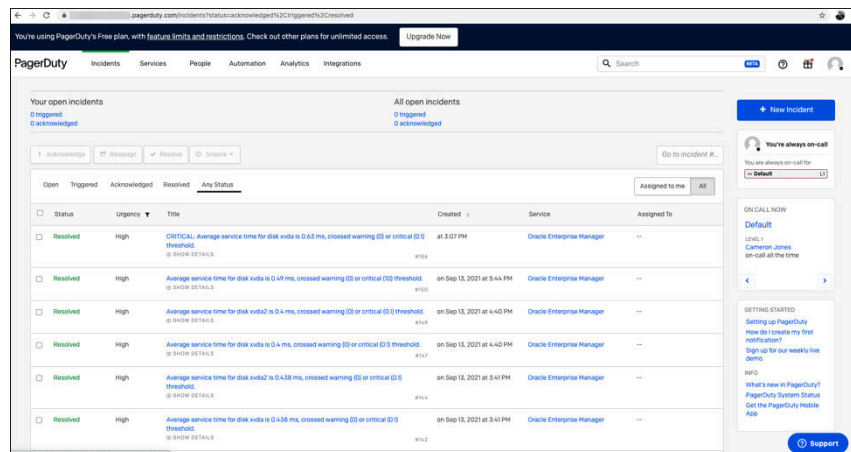 .pagerduty.com/incidents?status=acknowledged%2Ctriggered%2Cresolved
You're using PagerDuty's Free plan, with feature limits and restrictions. Check out other plans for unlimited access. Upgrade Now
PagerDuty Incidents Services People Automation Analytics Integrations Search BETA
Your open incidents All open incidents
0 triggered 0 triggered
0 acknowledged 0 acknowledged
+ New Incident
Acknowledge Reassign Resolve Snooze Go to incident #...
You're always on-call
You are always on-call for
Default L1
Open Triggered Acknowledged Resolved Any Status Assigned to me All
Status Urgency Title Created Service Assigned To
Resolved High CRITICAL: Average service time for disk xvda is 0.63 ms, crossed warning (0) or critical (0.1) at 3:07 PM Oracle Enterprise Manager --
threshold.
SHOW DETAILS #156
Resolved High Average service time for disk xvda is 0.49 ms, crossed warning (0) or critical (10) threshold. on Sep 13, 2021 at 5:44 PM Oracle Enterprise Manager --
SHOW DETAILS #150
Resolved High Average service time for disk xvda2 is 0.4 ms, crossed warning (0) or critical (0.1) threshold. on Sep 13, 2021 at 4:40 PM Oracle Enterprise Manager --
SHOW DETAILS #149
Resolved High Average service time for disk xvda is 0.4 ms, crossed warning (0) or critical (0.1) threshold. on Sep 13, 2021 at 4:40 PM Oracle Enterprise Manager --
SHOW DETAILS #147
Resolved High Average service time for disk xvda2 is 0.438 ms, crossed warning (0) or critical (0.1) on Sep 13, 2021 at 3:41 PM Oracle Enterprise Manager --
threshold.
SHOW DETAILS #144
Resolved High Average service time for disk xvda is 0.438 ms, crossed warning (0) or critical (0.1) on Sep 13, 2021 at 3:41 PM Oracle Enterprise Manager --
threshold.
SHOW DETAILS #142
ON CALL NOW
Default
LEVEL 1
Cameron Jones
on-call all the time
GETTING STARTED
Setting up PagerDuty
How do I create my first
notification?
Sign up for our weekly live
demo
INFO
What's new in PagerDuty?
PagerDuty System Status
Get the PagerDuty Mobile
App
Support